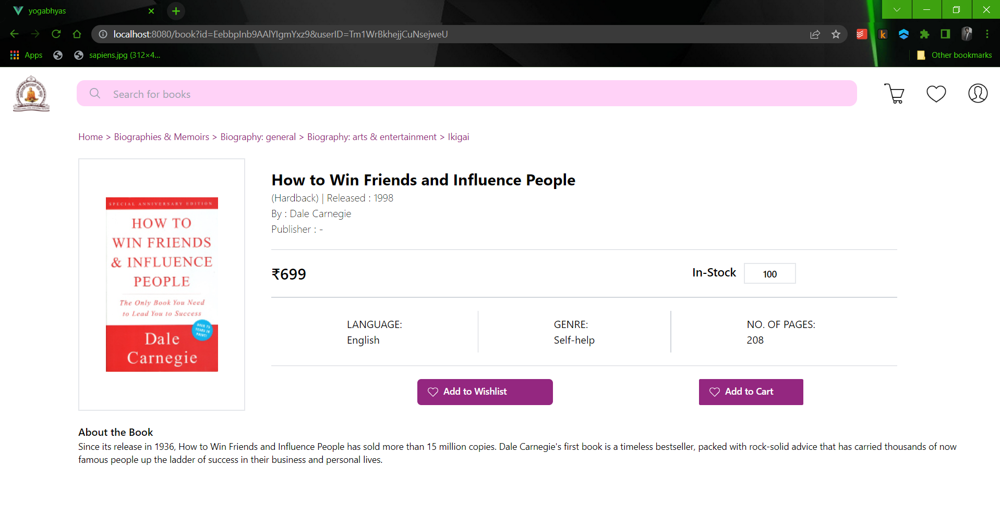 yogabhyas
localhost:8080/book?id=EebbpInb9AAlYIgmYxz9&userID=Tm1WrBkhejjCuNsejweU
Apps
sapiens.jpg (312×4...
Other bookmarks
Search for books
Home > Biographies & Memoirs > Biography: general > Biography: arts & entertainment > Ikigai
SPECIAL ANNIVERSARY EDITION
HOW TO
WIN FRIENDS
& INFLUENCE
PEOPLE
The Only Book You Need
to Lead You to Success
OVER 75
YEARS IN
PRINT!
Dale
Carnegie
How to Win Friends and Influence People
(Hardback) | Released : 1998
By : Dale Carnegie
Publisher : -
₹699
In-Stock 100
LANGUAGE: GENRE: NO. OF PAGES:
English Self-help 208
Add to Wishlist Add to Cart
About the Book
Since its release in 1936, How to Win Friends and Influence People has sold more than 15 million copies. Dale Carnegie's first book is a timeless bestseller, packed with rock-solid advice that has carried thousands of now
famous people up the ladder of success in their business and personal lives.